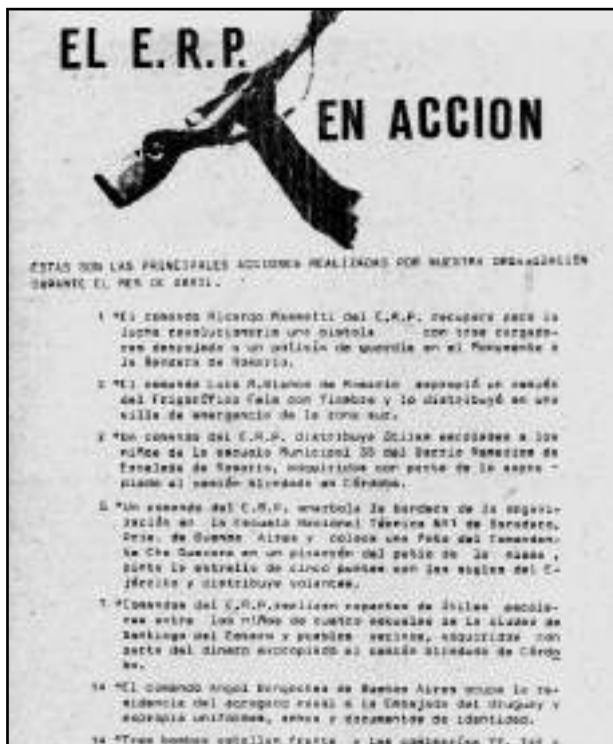 EL E.R.P.
EN ACCION
ESTAS SON LAS PRINCIPALES ACCIONES REALIZADAS POR NUESTRA ORGANIZACIÓN
DURANTE EL MES DE ABRIL.
1 *El comando Ricardo del E.R.P. recupera para la
lucha revolucionaria una pistola con tres cargado-
res a un policía de guardia en el Monumento a
la Bandera de Rosario.
2 *El comando Luis R.Blanco de Rosario expropió un camión
del Frigorífico con fiambre y lo distribuyó en una
villa de emergencia de la zona sur.
2 *Un comando del E.R.P. distribuye útiles escolares a los
niños de la escuela Municipal del Barrio
de Rosario, adquiridos con parte de lo expro -
piado al camión blindado en Córdoba.
5 *Un comando del E.R.P. enarbola la bandera de la organi-
zación en la Escuela Nacional Técnica Nº1 de Baradero,
Pcia. de Buenos Aires y coloca una foto del Comandan-
te Che Guevara en un pizarrón del patio de la misma ,
pinta la estrella de cinco puntas con las siglas del E-
jército y distribuye volantes.
7 *Comandos del E.R.P.realizan repartos de útiles escola-
res entre los niños de cuatro escuelas de la ciudad de
Santiago del Estero y pueblos vecinos, adquiridos con
parte del dinero expropiado al camión blindado de Córdo
ba.
14 *El comando Angel de Buenos Aires ocupa la re-
sidencia del agregado naval a la Embajada del Uruguay y
expropia uniformes, armas y documentos de identidad.
14 *Tres bombas estallan frente a las